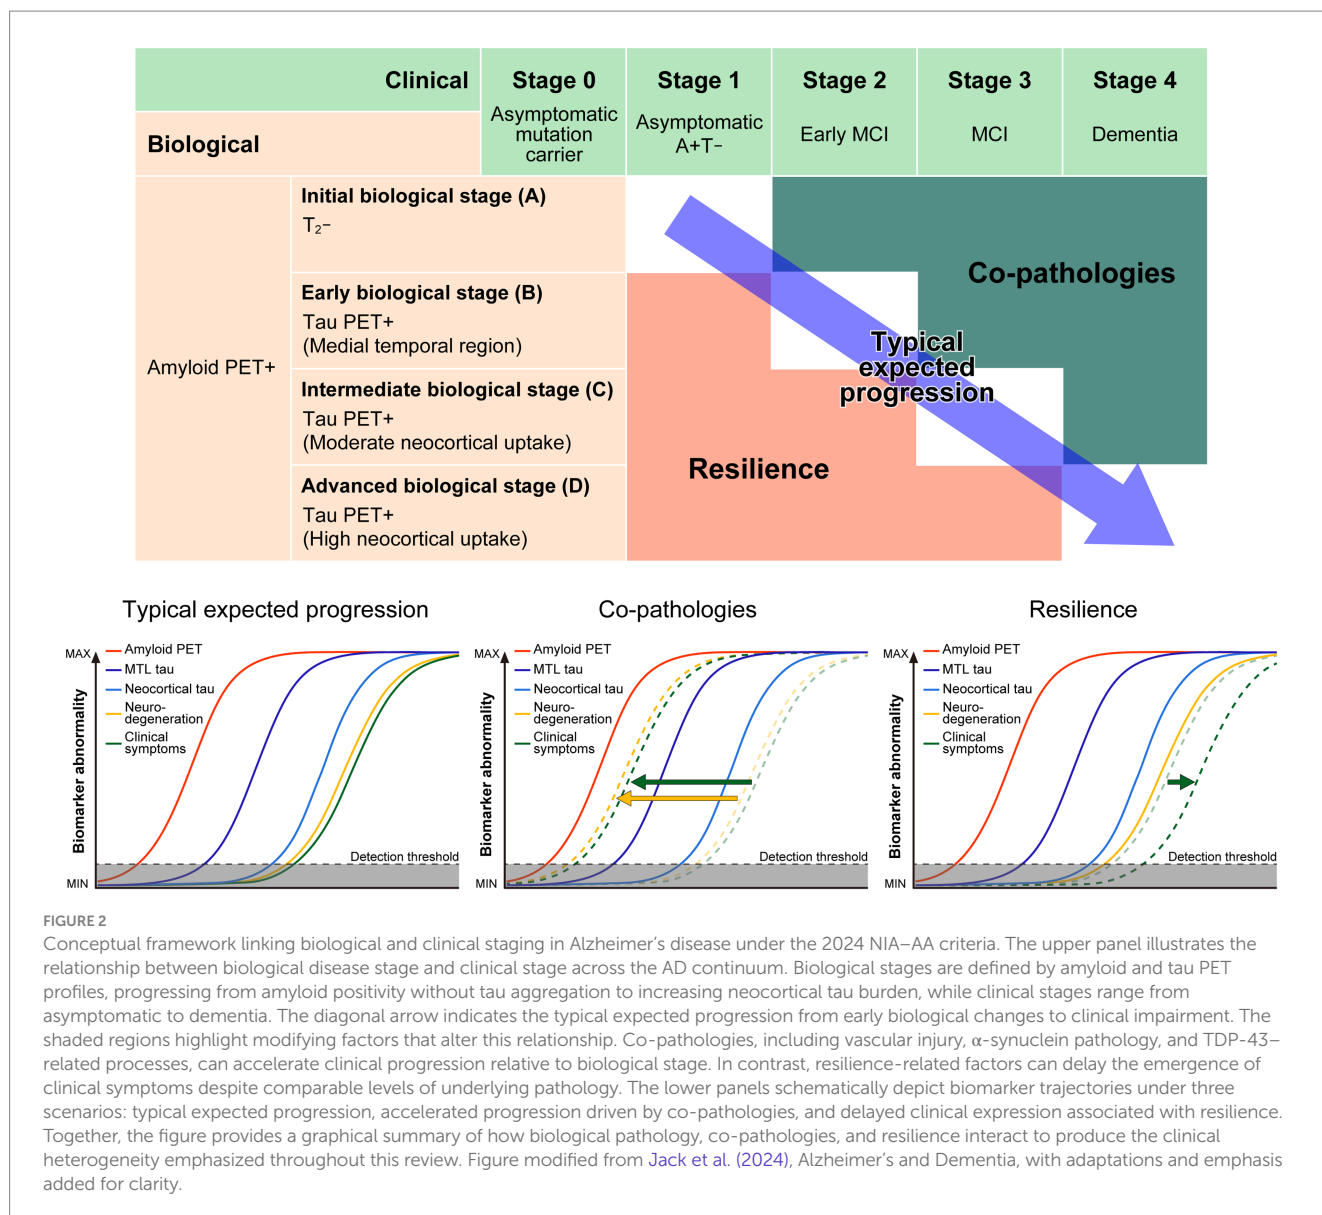 Clinical
Stage 0
Asymptomatic
mutation
carrier
Stage 1
Asymptomatic
A+T−
Stage 2
Early MCI
Stage 3
MCI
Stage 4
Dementia
Biological
Amyloid PET+
Initial biological stage (A)
T₂−
Early biological stage (B)
Tau PET+
(Medial temporal region)
Intermediate biological stage (C)
Tau PET+
(Moderate neocortical uptake)
Advanced biological stage (D)
Tau PET+
(High neocortical uptake)
Co-pathologies
Typical
expected
progression
Resilience
Typical expected progression
MAX
Amyloid PET
MTL tau
Neocortical tau
Neuro-
degeneration
Clinical
symptoms
Biomarker abnormality
Detection threshold
MIN
Co-pathologies
MAX
Amyloid PET
MTL tau
Neocortical tau
Neuro-
degeneration
Clinical
symptoms
Biomarker abnormality
Detection threshold
MIN
Resilience
MAX
Amyloid PET
MTL tau
Neocortical tau
Neuro-
degeneration
Clinical
symptoms
Biomarker abnormality
Detection threshold
MIN
FIGURE 2
Conceptual framework linking biological and clinical staging in Alzheimer’s disease under the 2024 NIA–AA criteria. The upper panel illustrates the
relationship between biological disease stage and clinical stage across the AD continuum. Biological stages are defined by amyloid and tau PET
profiles, progressing from amyloid positivity without tau aggregation to increasing neocortical tau burden, while clinical stages range from
asymptomatic to dementia. The diagonal arrow indicates the typical expected progression from early biological changes to clinical impairment. The
shaded regions highlight modifying factors that alter this relationship. Co-pathologies, including vascular injury, α-synuclein pathology, and TDP-43–
related processes, can accelerate clinical progression relative to biological stage. In contrast, resilience-related factors can delay the emergence of
clinical symptoms despite comparable levels of underlying pathology. The lower panels schematically depict biomarker trajectories under three
scenarios: typical expected progression, accelerated progression driven by co-pathologies, and delayed clinical expression associated with resilience.
Together, the figure provides a graphical summary of how biological pathology, co-pathologies, and resilience interact to produce the clinical
heterogeneity emphasized throughout this review. Figure modified from Jack et al. (2024), Alzheimer’s and Dementia, with adaptations and emphasis
added for clarity.